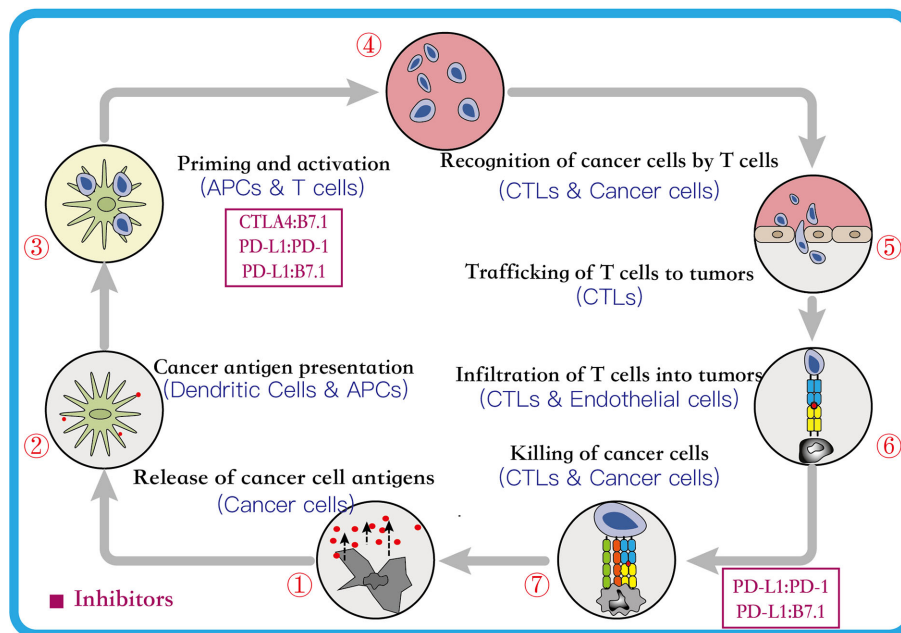 ④
Priming and activation
(APCs & T cells)
CTLA4:B7.1
PD-L1:PD-1
PD-L1:B7.1
③
Recognition of cancer cells by T cells
(CTLs & Cancer cells)
⑤
Trafficking of T cells to tumors
(CTLs)
Cancer antigen presentation
(Dendritic Cells & APCs)
②
Infiltration of T cells into tumors
(CTLs & Endothelial cells)
⑥
Killing of cancer cells
(CTLs & Cancer cells)
Release of cancer cell antigens
(Cancer cells)
①
⑦
PD-L1:PD-1
PD-L1:B7.1
Inhibitors